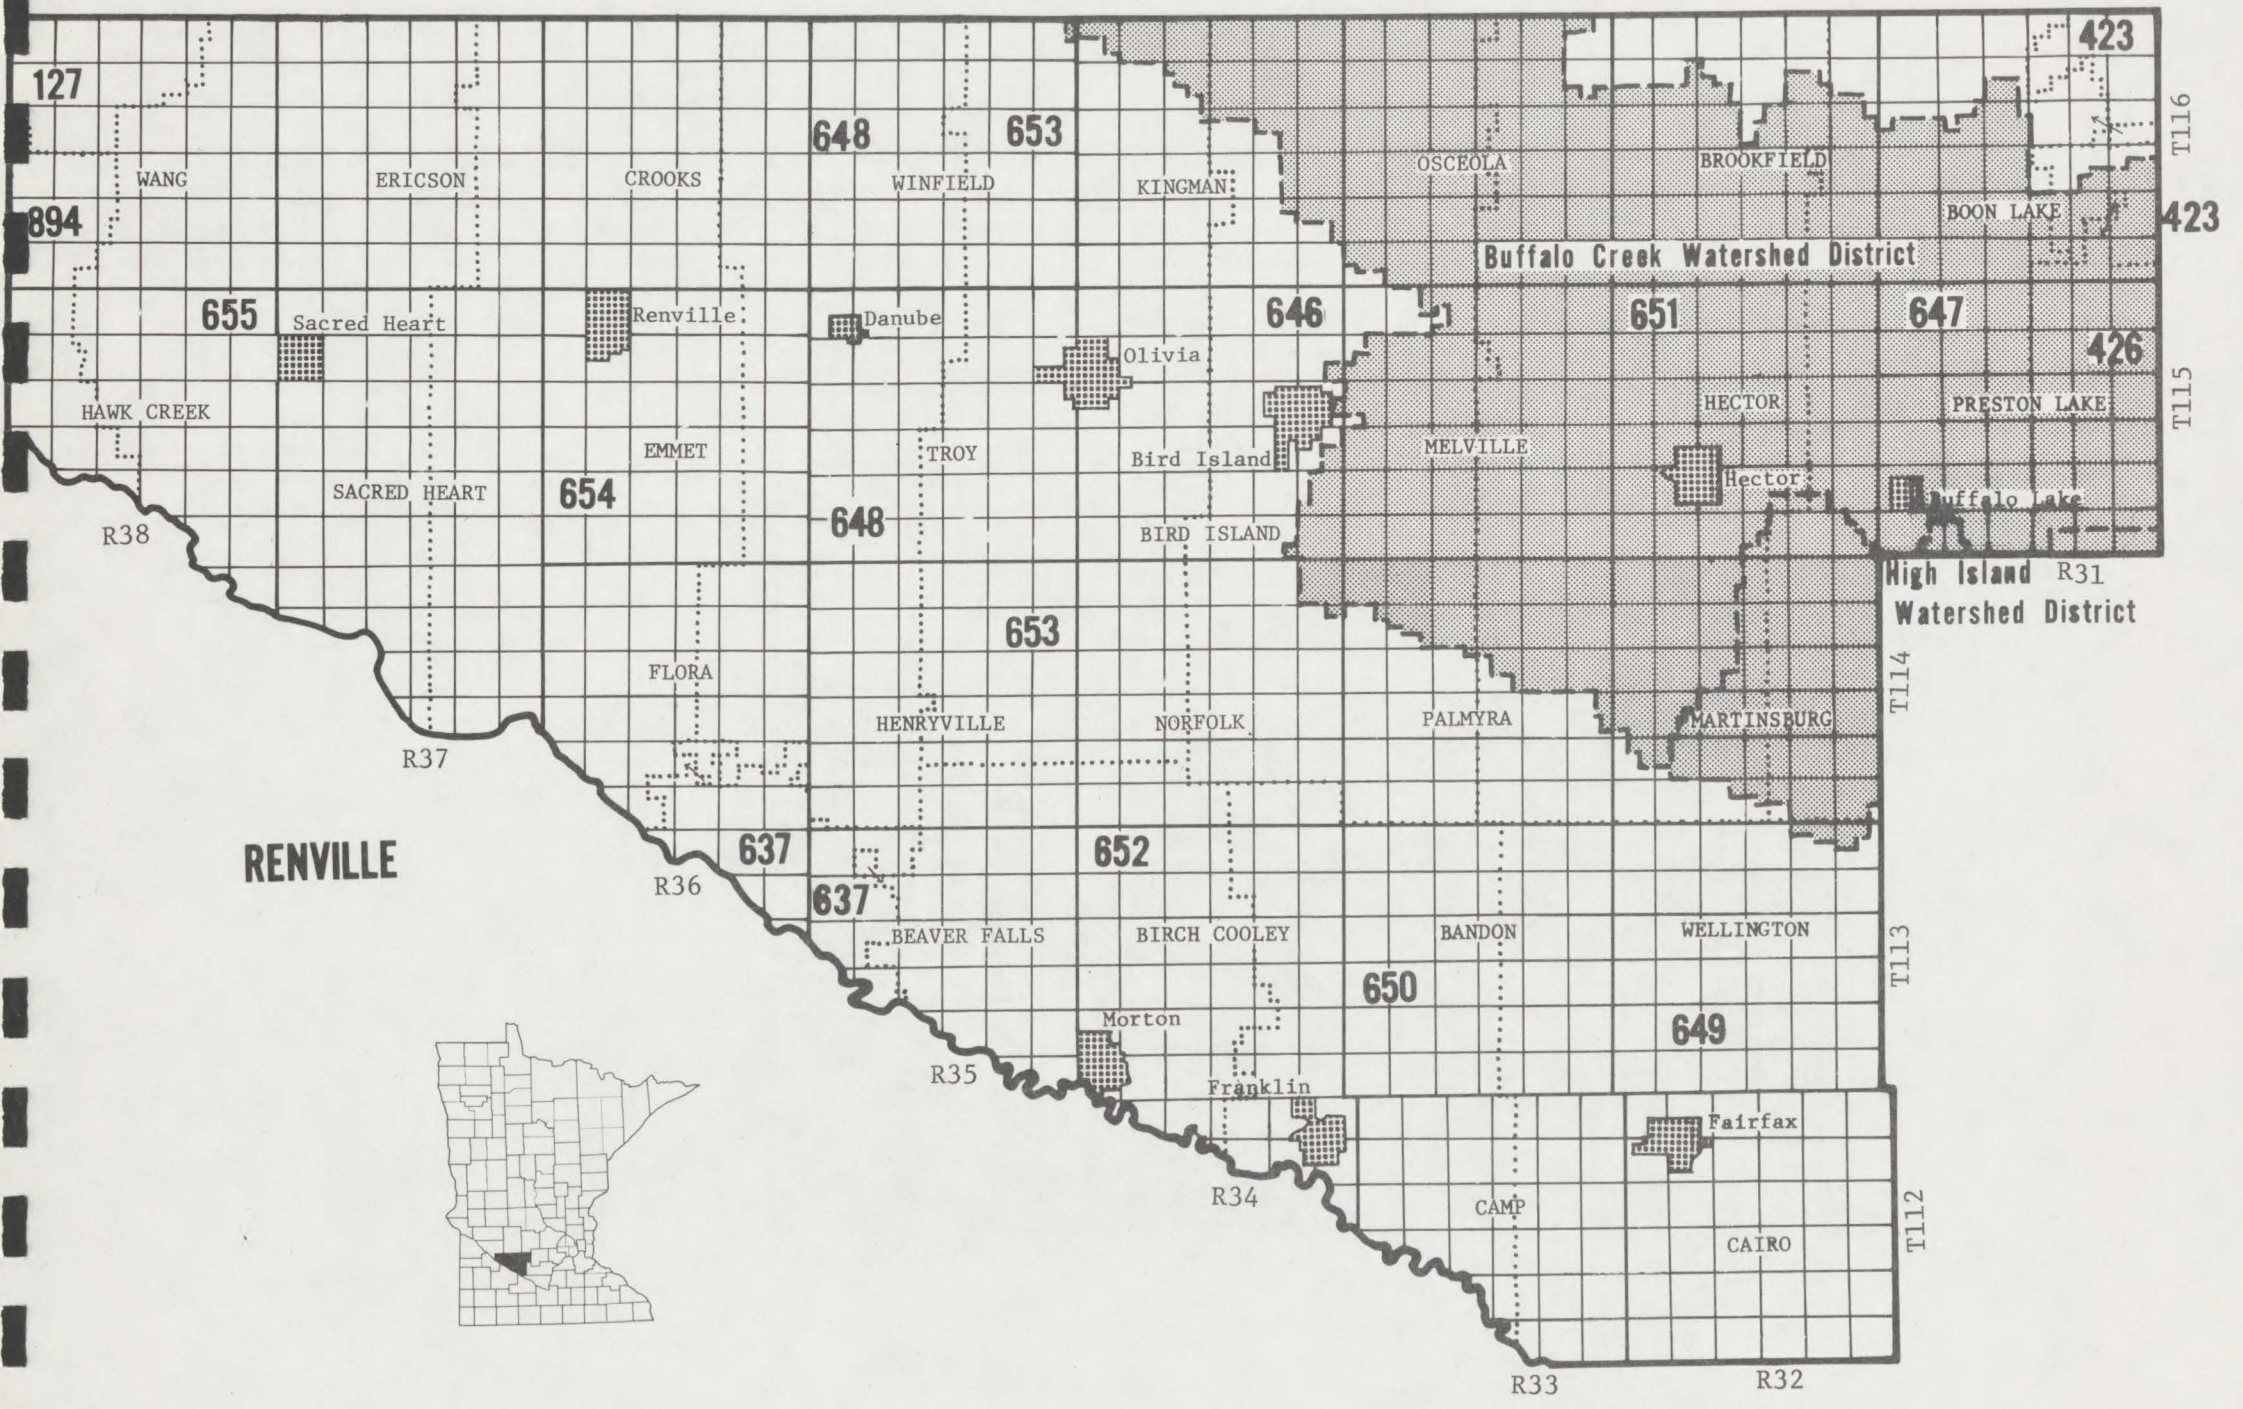 423
127
T116
648
653
OSCEOLA
BROOKFIELD
WANG
ERICSON
CROOKS
WINFIELD
KINGMAN
894
BOON LAKE
423
Buffalo Creek Watershed District
655
Sacred Heart
Renville
Danube
646
651
647
Olivia
426
T115
HAWK CREEK
HECTOR
PRESTON LAKE
EMMET
TROY
Bird Island
MELVILLE
SACRED HEART
654
Hector
Buffalo Lake
R38
648
BIRD ISLAND
High Island
R31
Watershed District
653
FLORA
T114
HENRYVILLE
NORFOLK
PALMYRA
MARTINSBURG
R37
RENVILLE
637
652
R36
637
BEAVER FALLS
BIRCH COOLEY
BANDON
WELLINGTON
T113
650
Morton
649
R35
Franklin
Fairfax
R34
CAMP
T112
CAIRO
R33
R32